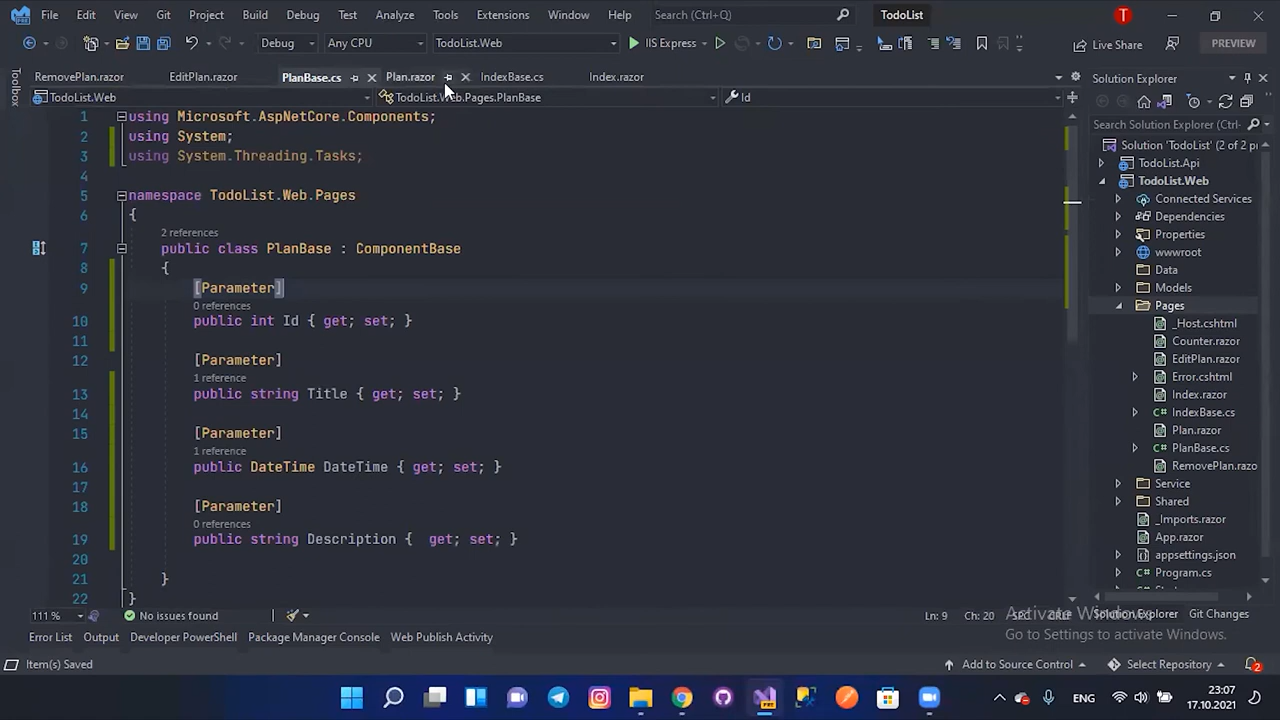 File Edit View Git Project Build Debug Test Analyze Tools Extensions Window Help Search (Ctrl+Q) TodoList T
Debug Any CPU TodoList.Web IIS Express Live Share PREVIEW
Toolbox
RemovePlan.razor EditPlan.razor PlanBase.cs Plan.razor IndexBase.cs Index.razor
TodoList.Web TodoList.Web.Pages.PlanBase Id
1 using Microsoft.AspNetCore.Components;
2 using System;
3 using System.Threading.Tasks;
4
5 namespace TodoList.Web.Pages
6 {
2 references
7 public class PlanBase : ComponentBase
8 {
9 [Parameter]
0 references
10 public int Id { get; set; }
11
12 [Parameter]
1 reference
13 public string Title { get; set; }
14
15 [Parameter]
1 reference
16 public DateTime DateTime { get; set; }
17
18 [Parameter]
0 references
19 public string Description {  get; set; }
20
21 }
22 }
Solution Explorer
Search Solution Explorer (Ctrl+
Solution 'TodoList' (2 of 2 pr
TodoList.Api
TodoList.Web
Connected Services
Dependencies
Properties
wwwroot
Data
Models
Pages
_Host.cshtml
Counter.razor
EditPlan.razor
Error.cshtml
Index.razor
IndexBase.cs
Plan.razor
PlanBase.cs
RemovePlan.razo
Service
Shared
_Imports.razor
App.razor
appsettings.json
Program.cs
111 % No issues found Ln: 9 Ch: 20 SPC CRLF
Solution Explorer Git Changes
Activate Windows
Go to Settings to activate Windows.
Error List Output Developer PowerShell Package Manager Console Web Publish Activity
Item(s) Saved Add to Source Control Select Repository 2
ENG 23:07
17.10.2021